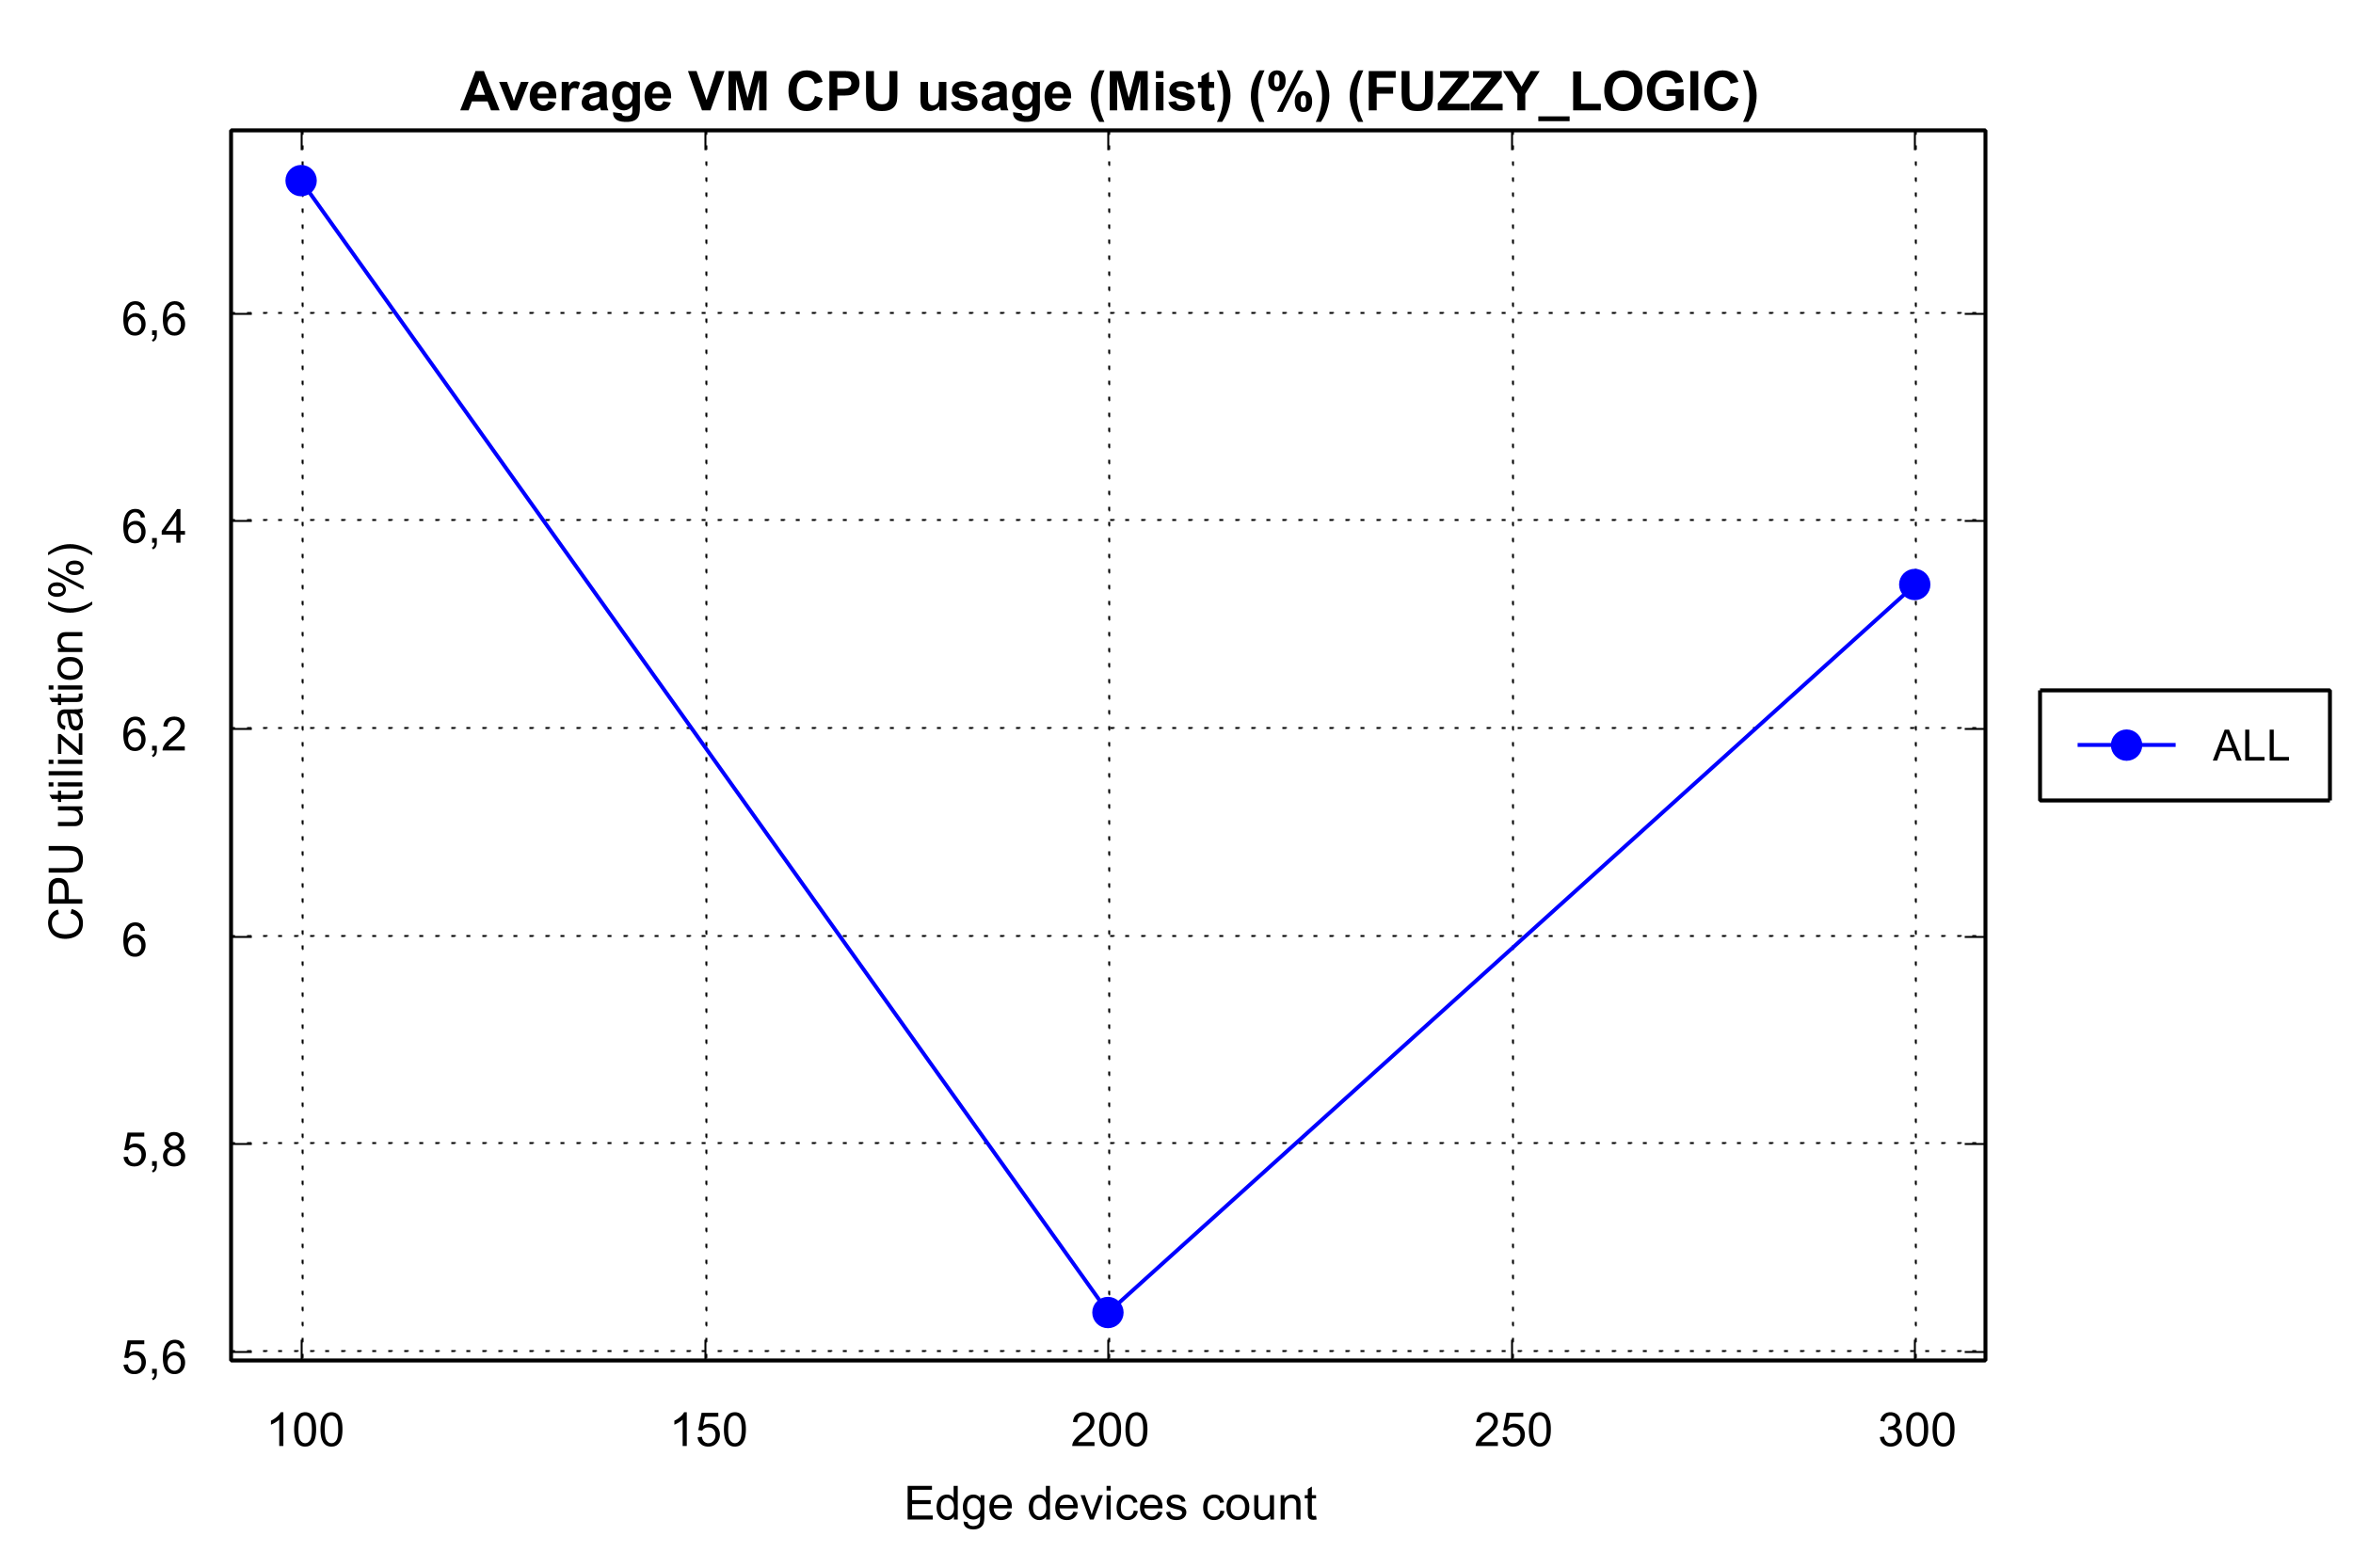 Average VM CPU usage (Mist) (%) (FUZZY_LOGIC)
CPU utilization (%)
6,6
6,4
6,2
6
5,8
5,6
100 150 200 250 300
Edge devices count
ALL